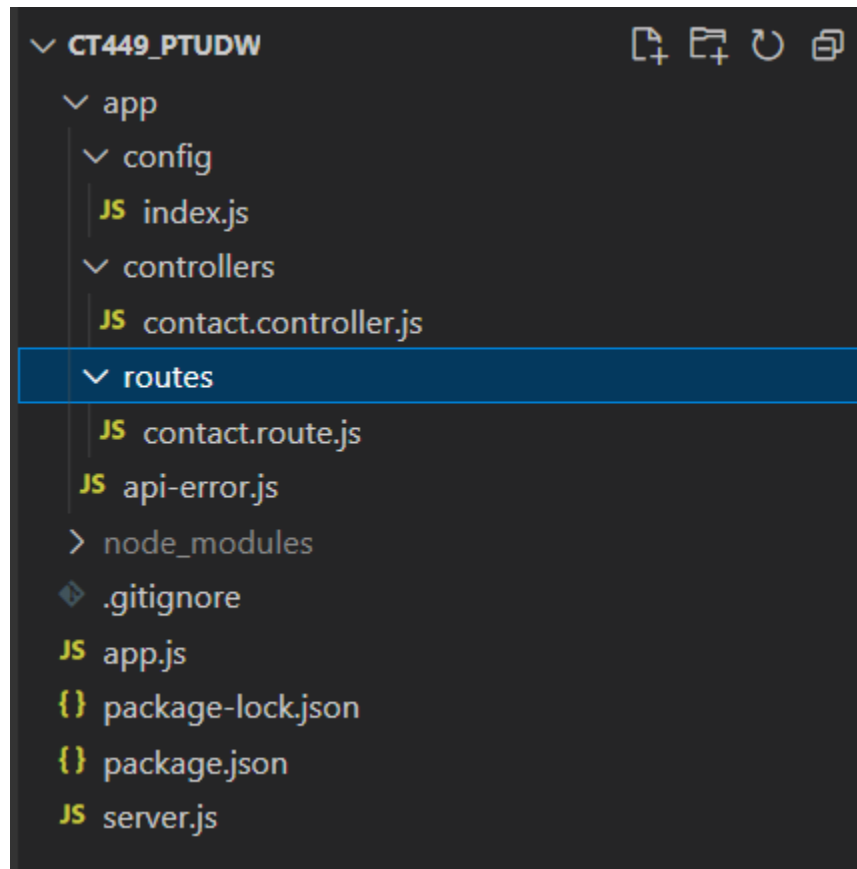 CT449_PTUDW
app
config
JS index.js
controllers
JS contact.controller.js
routes
JS contact.route.js
JS api-error.js
node_modules
.gitignore
JS app.js
{} package-lock.json
{} package.json
JS server.js